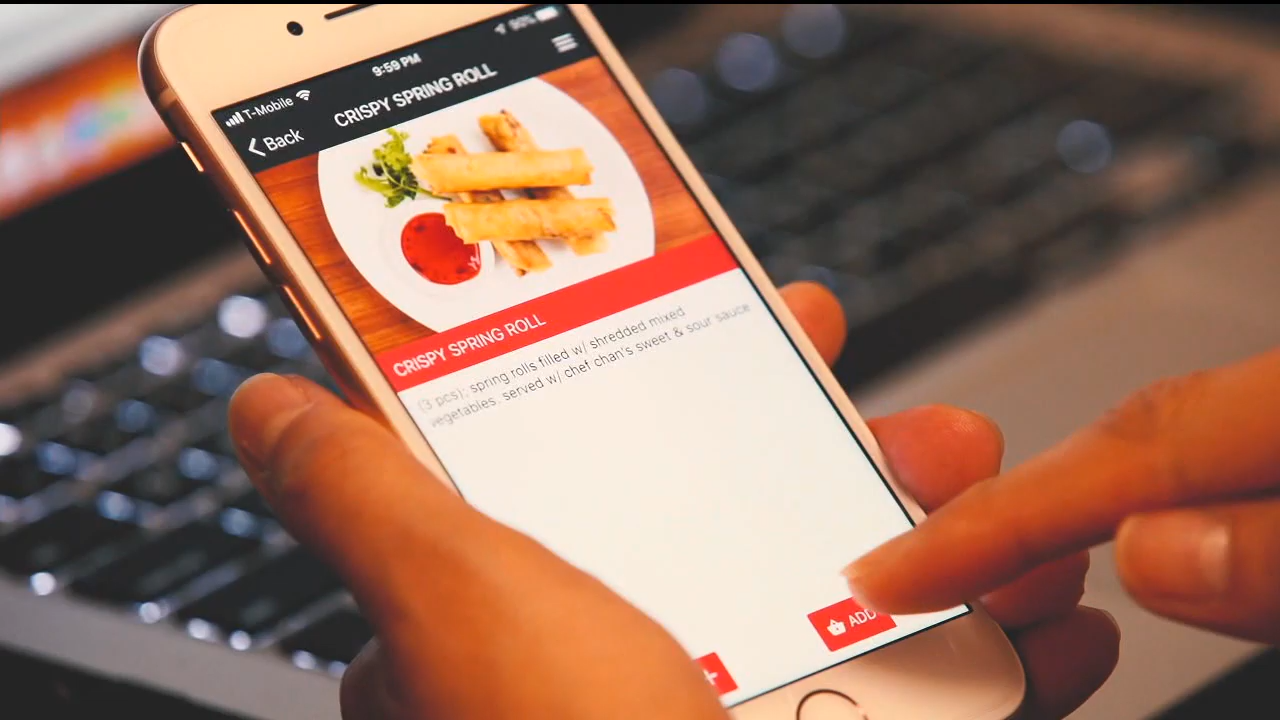 T-Mobile 9:59 PM 90%
Back CRISPY SPRING ROLL
CRISPY SPRING ROLL
(3 pcs); spring rolls filled w/ shredded mixed
vegetables, served w/ chef chan's sweet & sour sauce
+ ADD